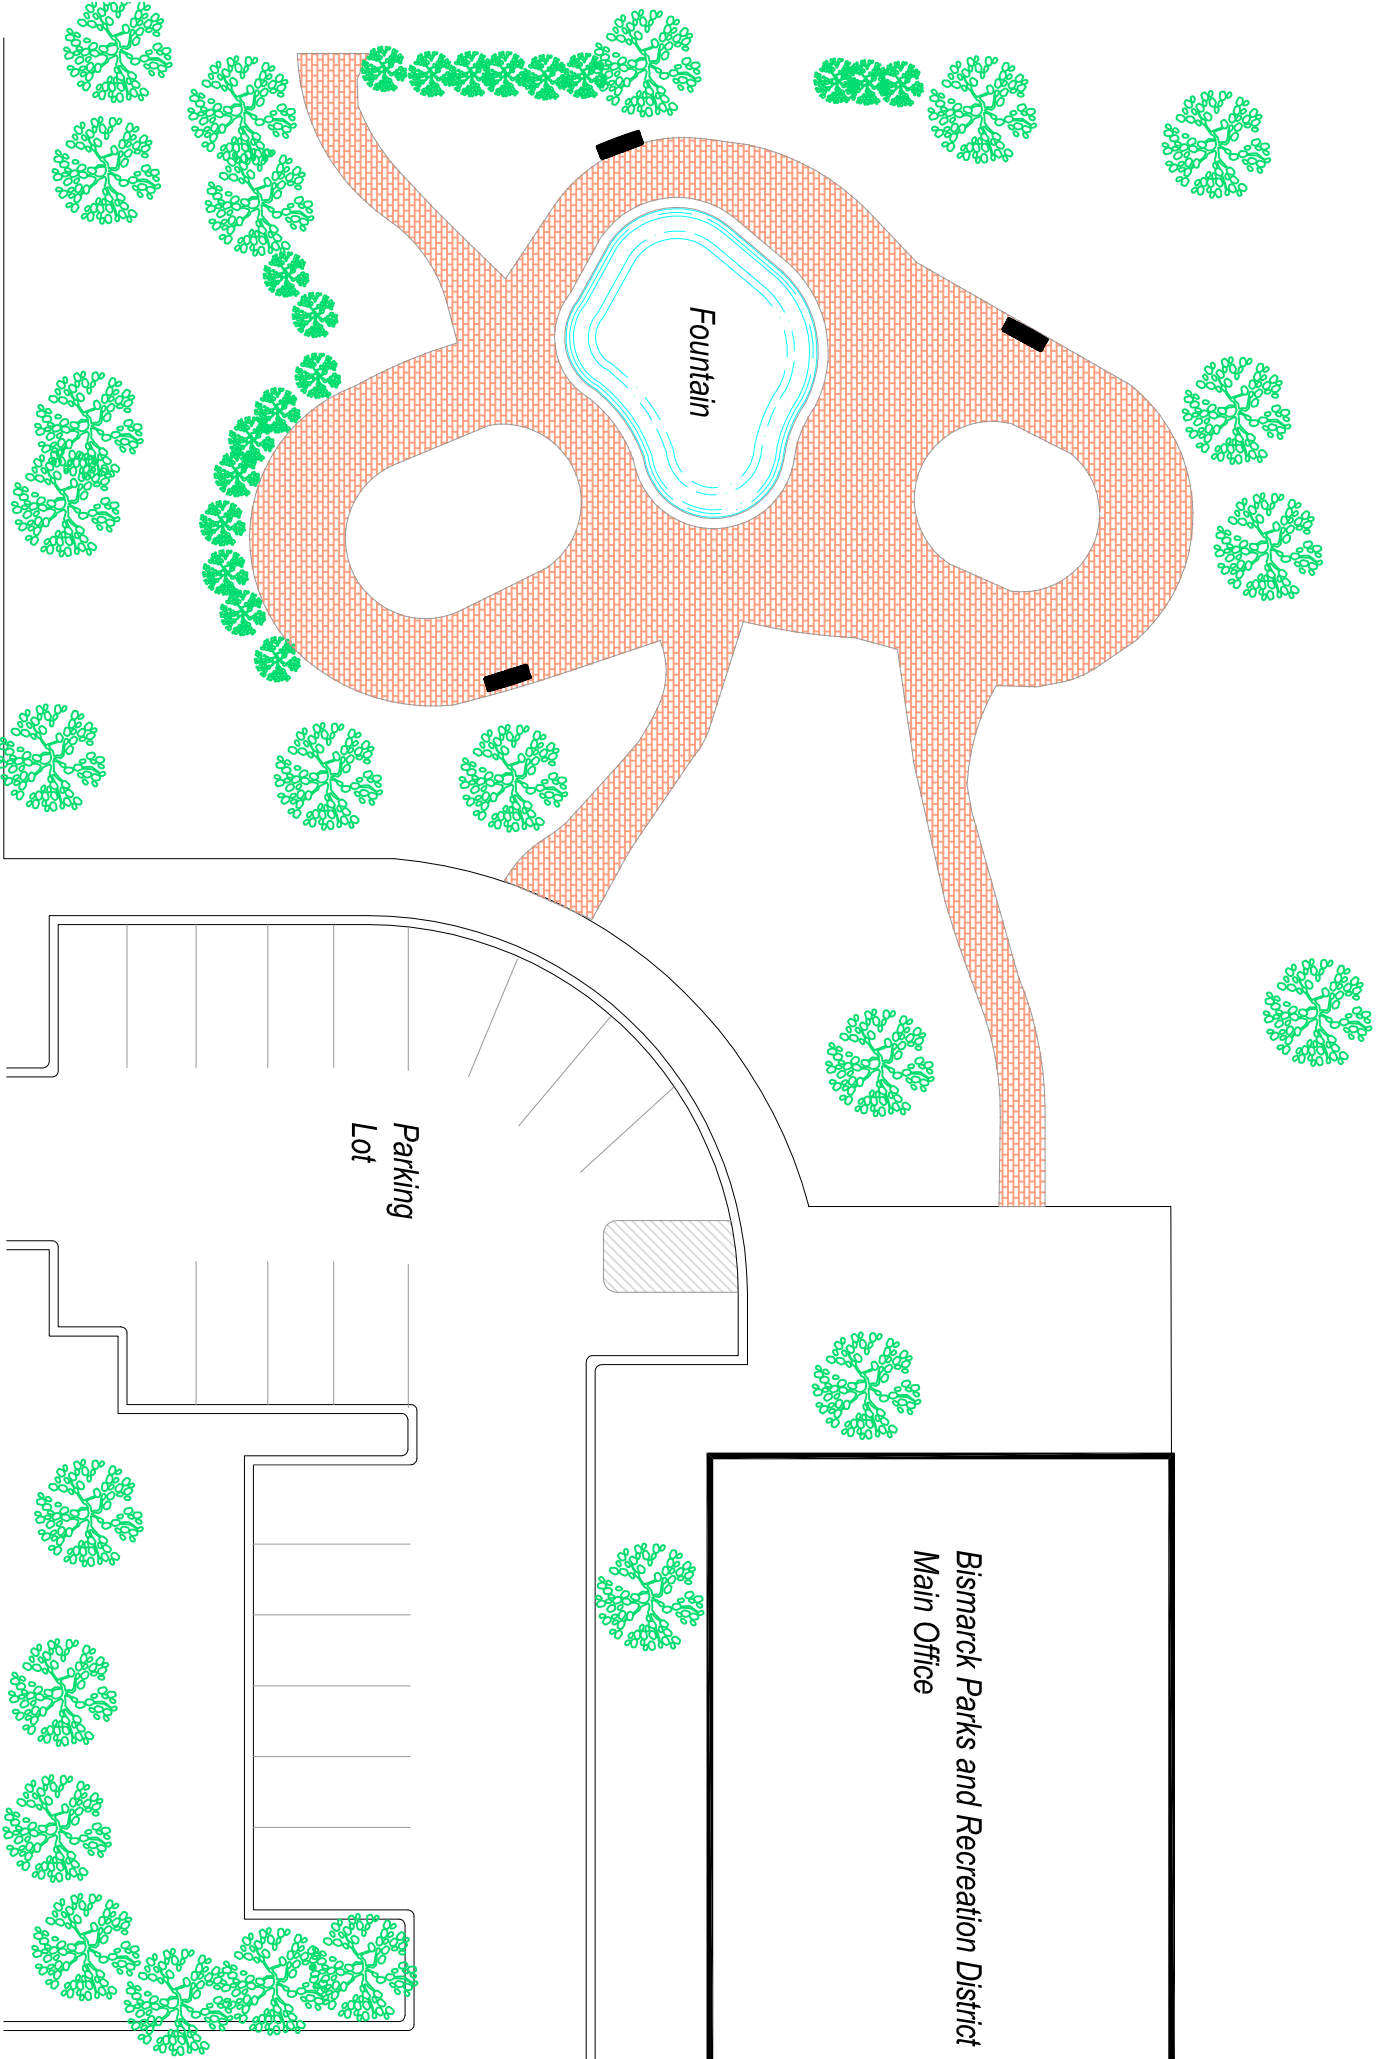 Fountain
Parking
Lot
Bismarck Parks and Recreation District
Main Office